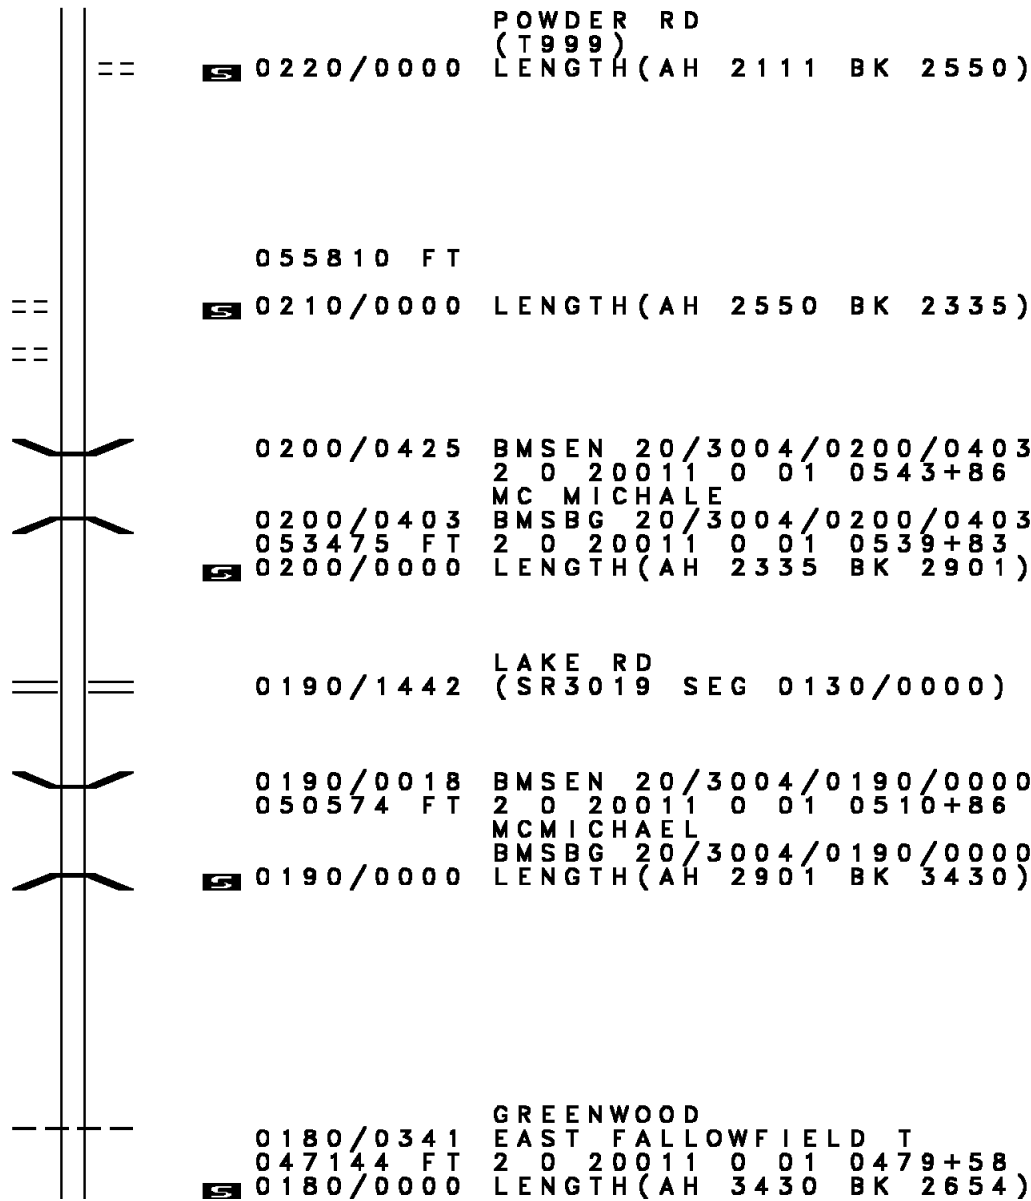 POWDER RD
(T999)
S 0220/0000 LENGTH(AH 2111 BK 2550)
055810 FT
S 0210/0000 LENGTH(AH 2550 BK 2335)
0200/0425 BMSEN 20/3004/0200/0403
2 0 20011 0 01 0543+86
MC MICHALE
0200/0403 BMSBG 20/3004/0200/0403
053475 FT 2 0 20011 0 01 0539+83
S 0200/0000 LENGTH(AH 2335 BK 2901)
LAKE RD
0190/1442 (SR3019 SEG 0130/0000)
0190/0018 BMSEN 20/3004/0190/0000
050574 FT 2 0 20011 0 01 0510+86
MCMICHAEL
BMSBG 20/3004/0190/0000
S 0190/0000 LENGTH(AH 2901 BK 3430)
GREENWOOD
0180/0341 EAST FALLOWFIELD T
047144 FT 2 0 20011 0 01 0479+58
S 0180/0000 LENGTH(AH 3430 BK 2654)